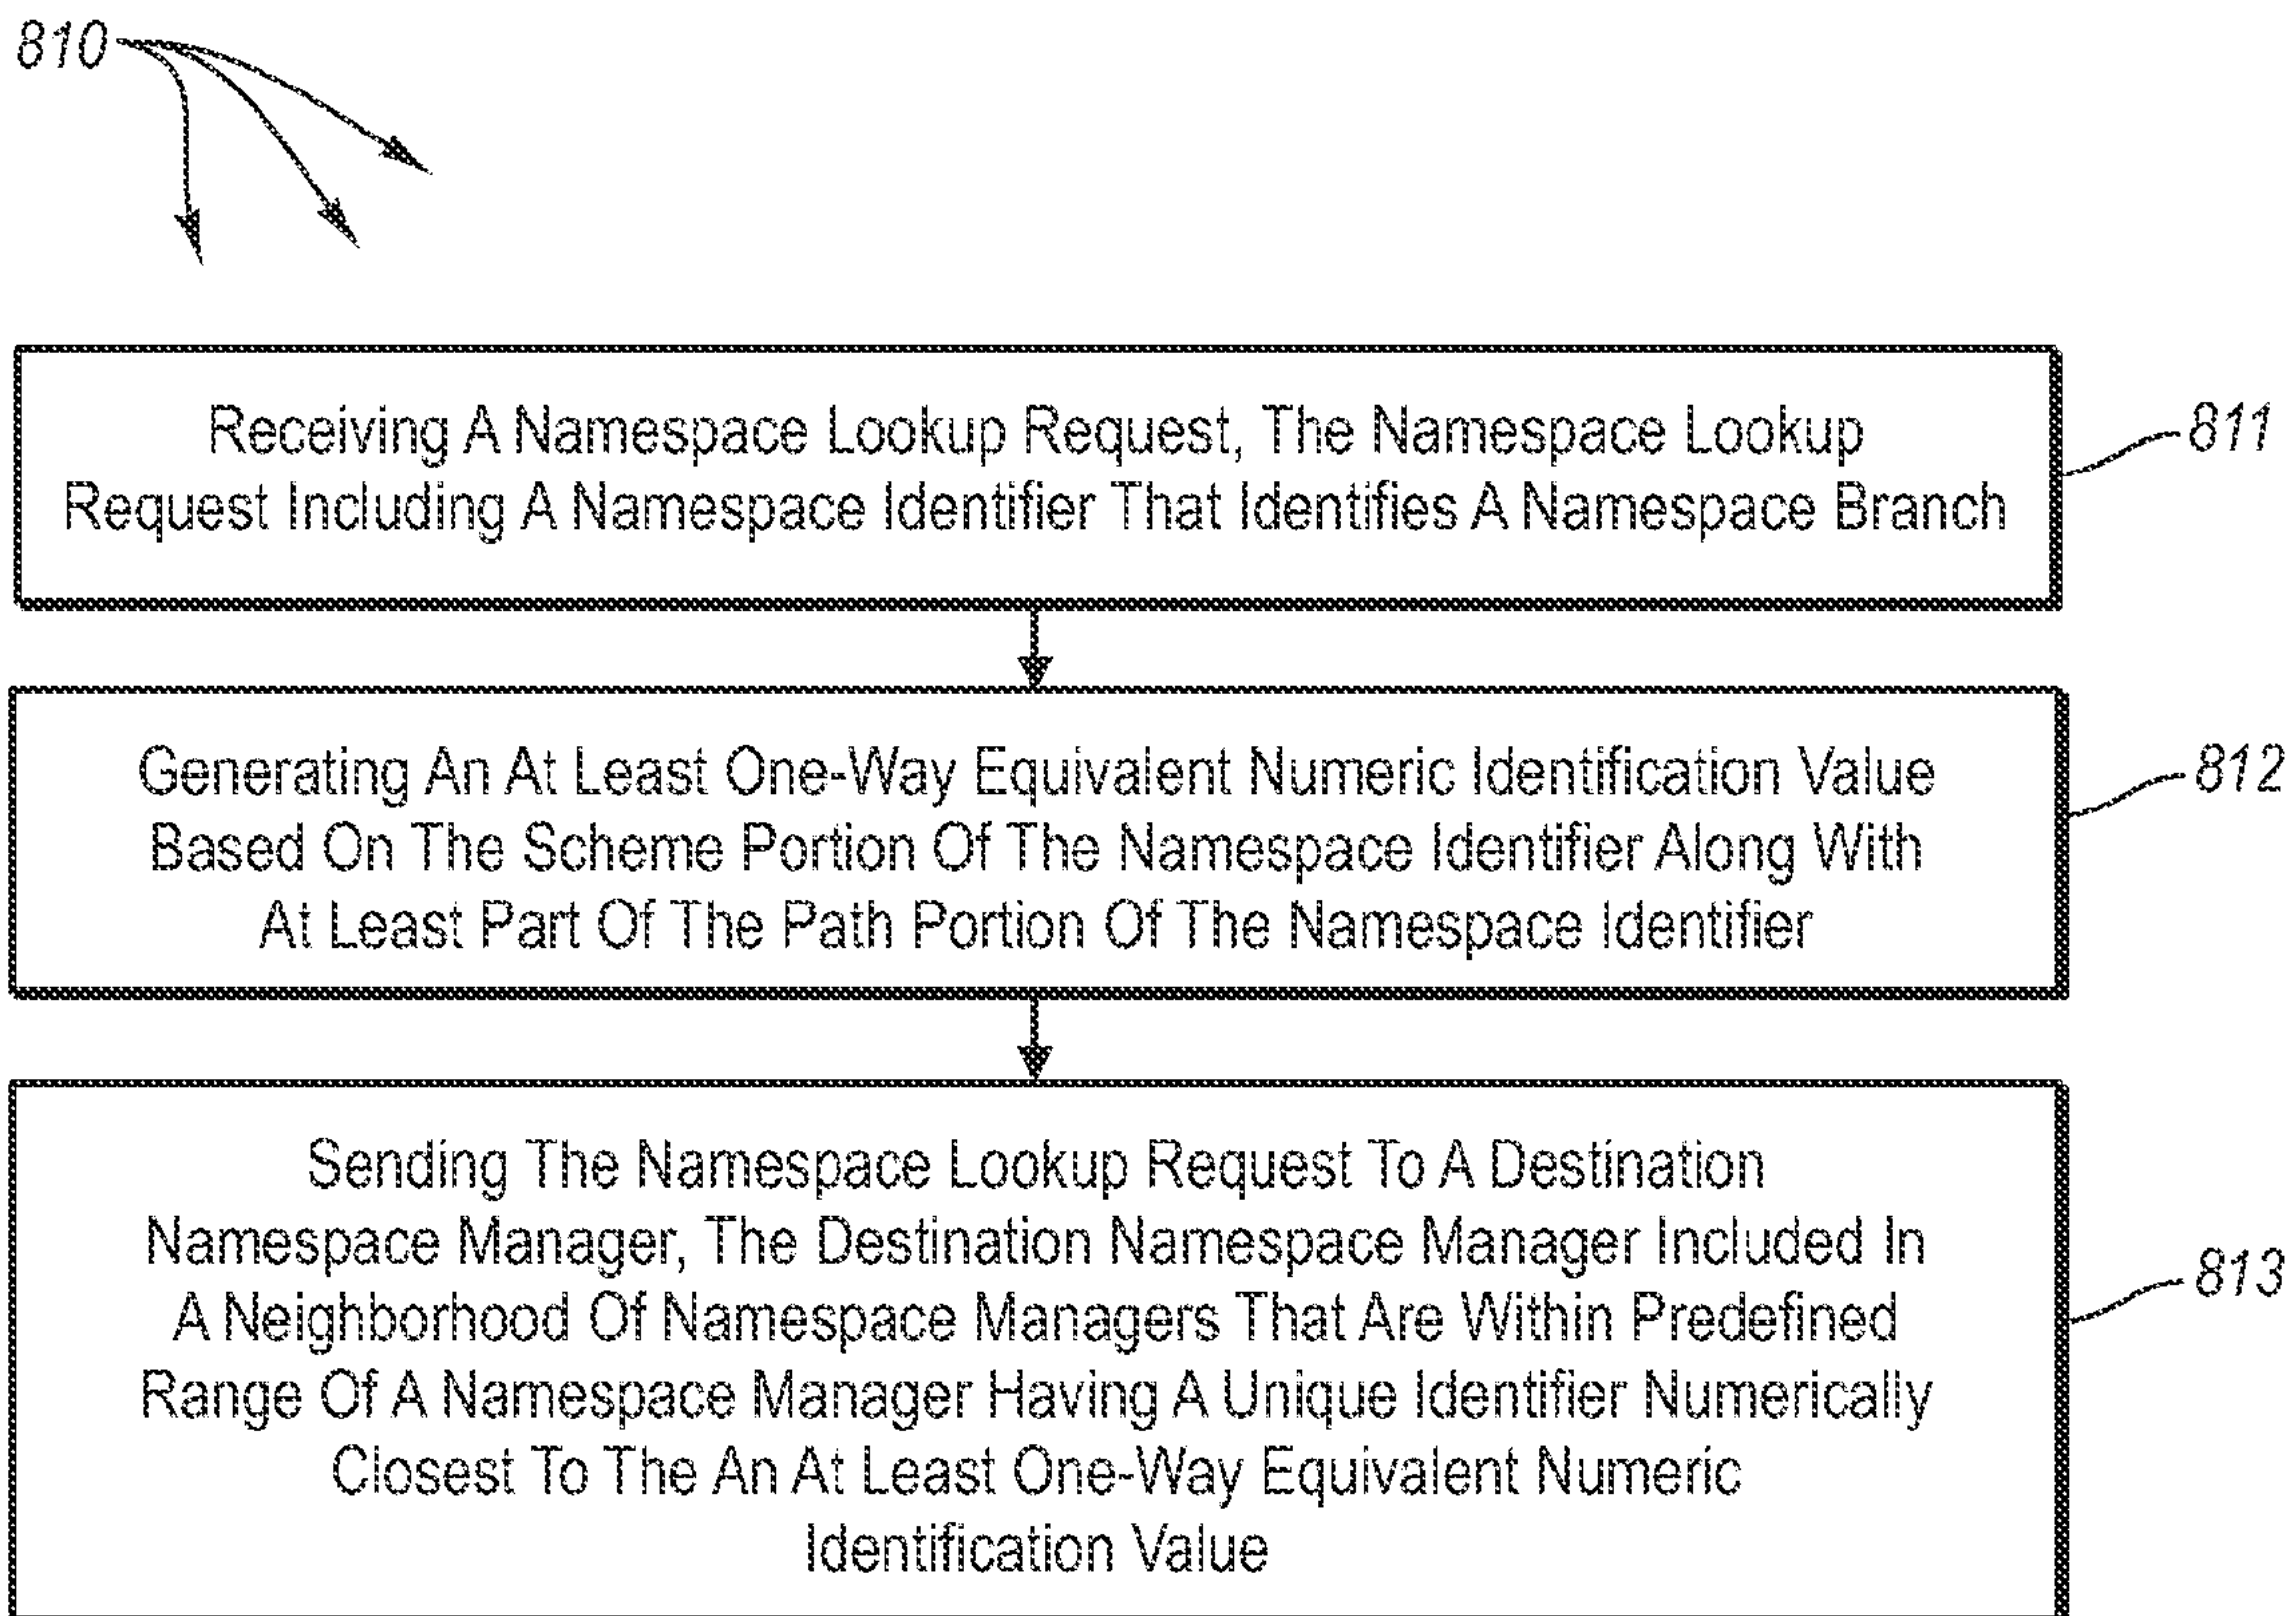 810
Receiving A Namespace Lookup Request, The Namespace Lookup
Request Including A Namespace Identifier That Identifies A Namespace Branch
811
Generating An At Least One-Way Equivalent Numeric Identification Value
Based On The Scheme Portion Of The Namespace Identifier Along With
At Least Part Of The Path Portion Of The Namespace Identifier
812
Sending The Namespace Lookup Request To A Destination
Namespace Manager, The Destination Namespace Manager Included In
A Neighborhood Of Namespace Managers That Are Within Predefined
Range Of A Namespace Manager Having A Unique Identifier Numerically
Closest To The An At Least One-Way Equivalent Numeric
Identification Value
813